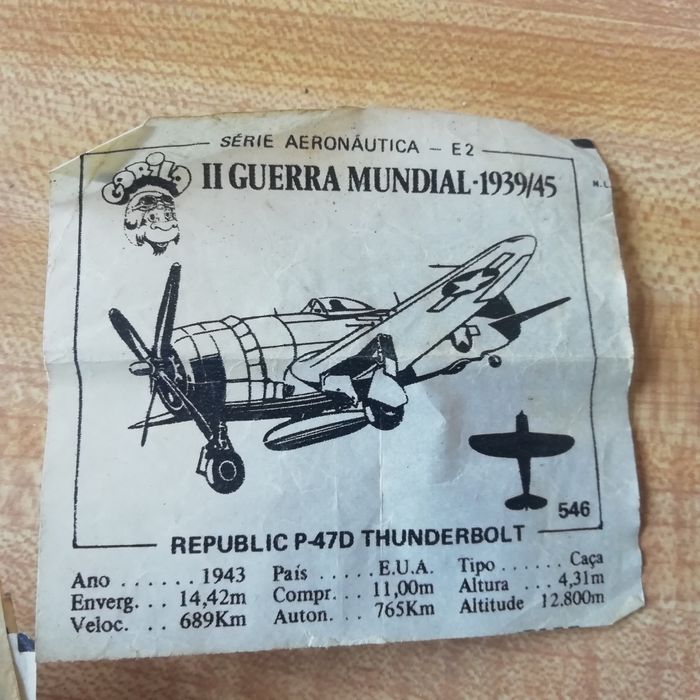 SÉRIE AERONÁUTICA - E2
GORILA
II GUERRA MUNDIAL - 1939/45
546
REPUBLIC P-47D THUNDERBOLT
Ano ...... 1943 País ..... E.U.A. Tipo ..... Caça
Enverg. .. 14,42m Compr. .. 11,00m Altura ... 4,31m
Veloc. ... 689Km Auton. ... 765Km Altitude 12.800m